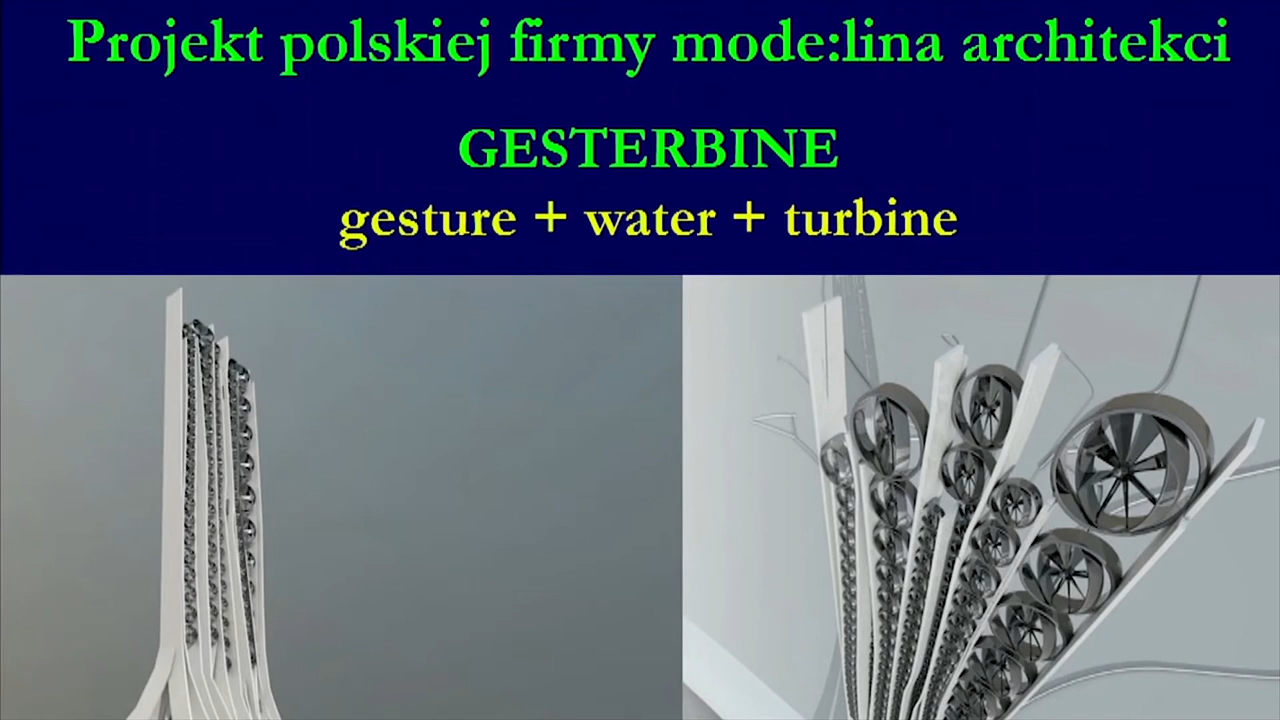 Projekt polskiej firmy mode:lina architekci
GESTERBINE
gesture + water + turbine